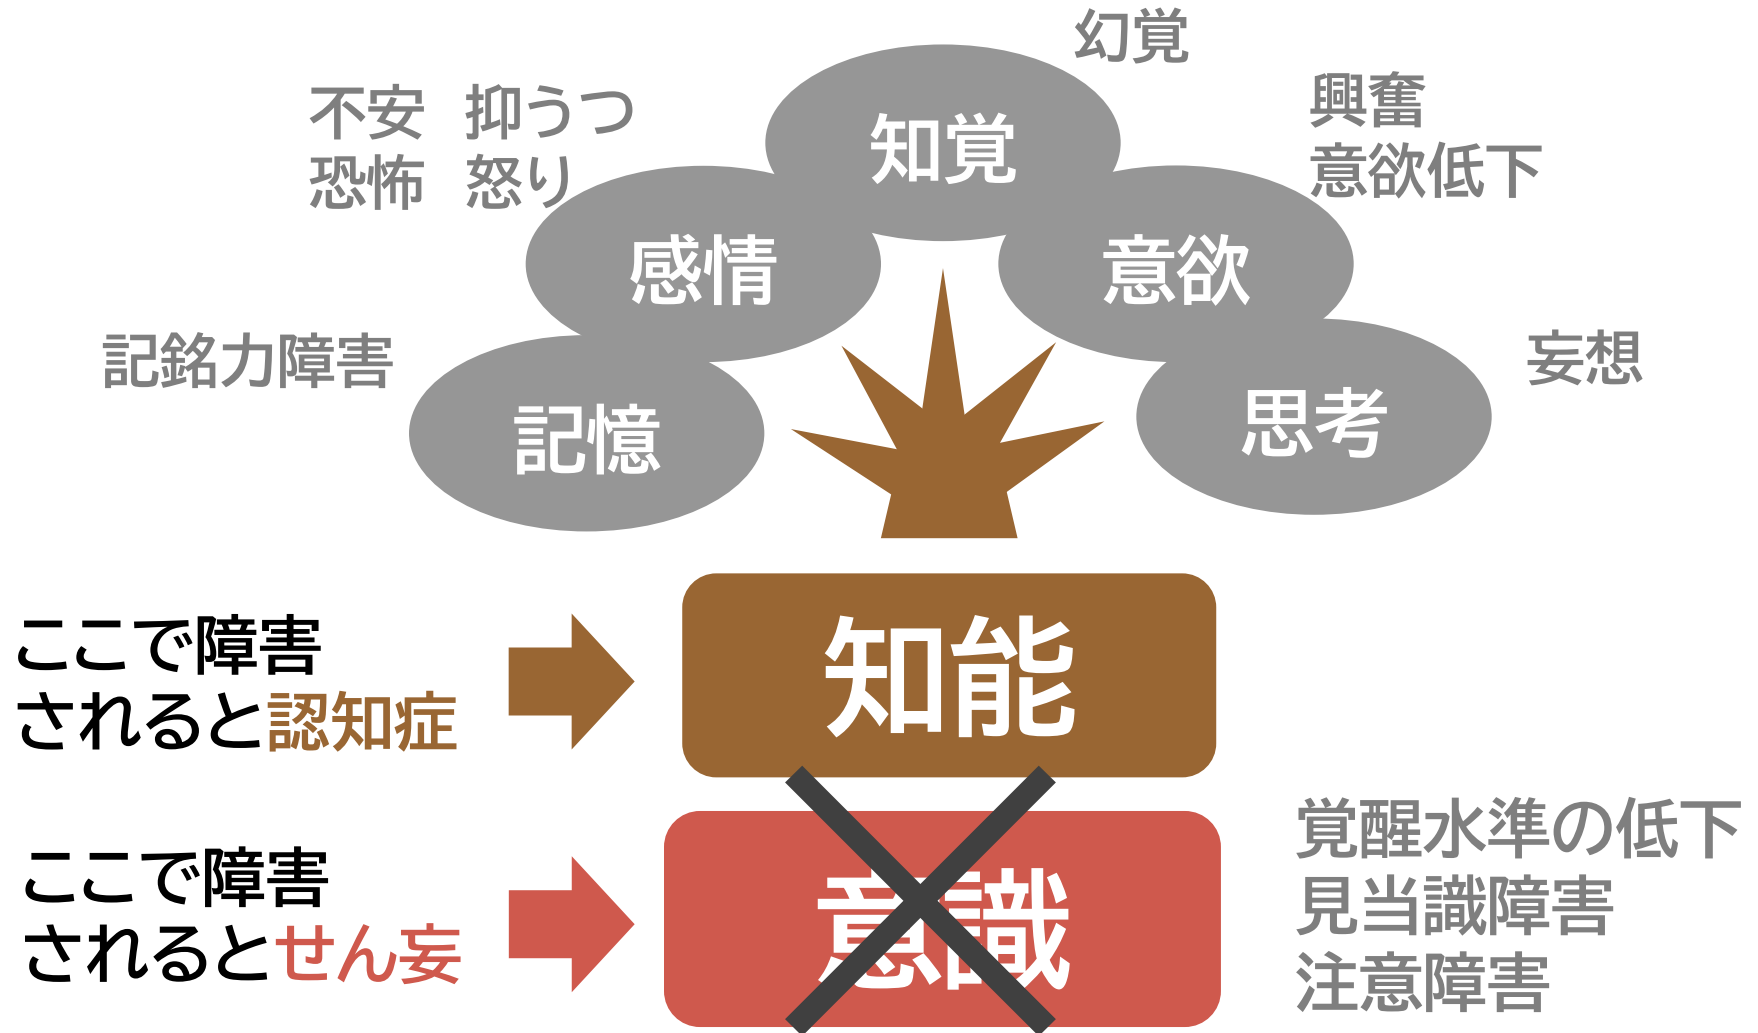 幻覚
不安 抑うつ
恐怖 怒り
興奮
意欲低下
知覚
感情
意欲
記銘力障害
妄想
記憶
思考
ここで障害
されると認知症
知能
ここで障害
されるとせん妄
意識
覚醒水準の低下
見当識障害
注意障害